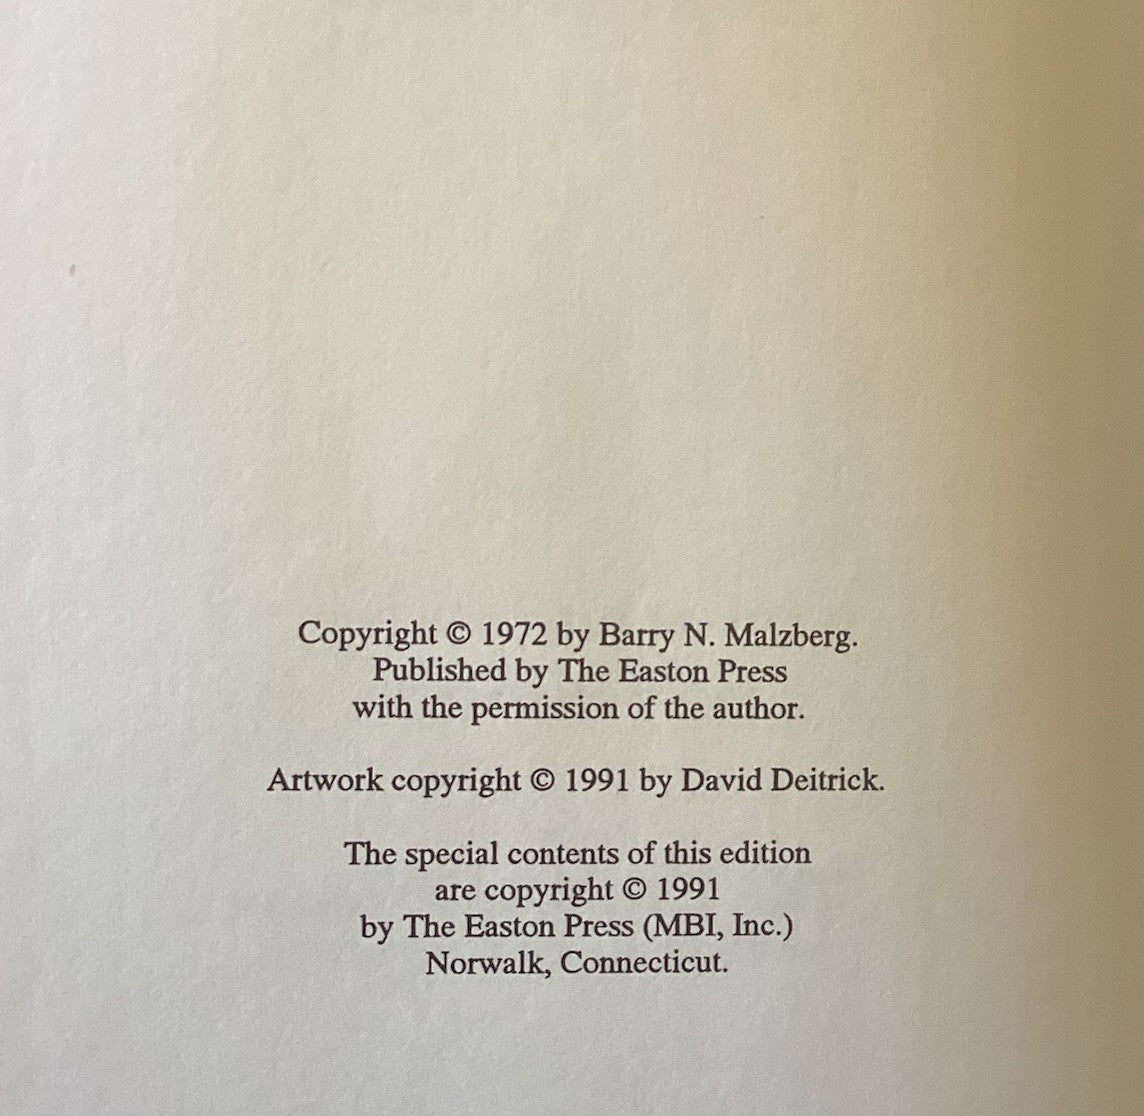 Copyright © 1972 by Barry N. Malzberg.
Published by The Easton Press
with the permission of the author.
Artwork copyright © 1991 by David Deitrick.
The special contents of this edition
are copyright © 1991
by The Easton Press (MBI, Inc.)
Norwalk, Connecticut.